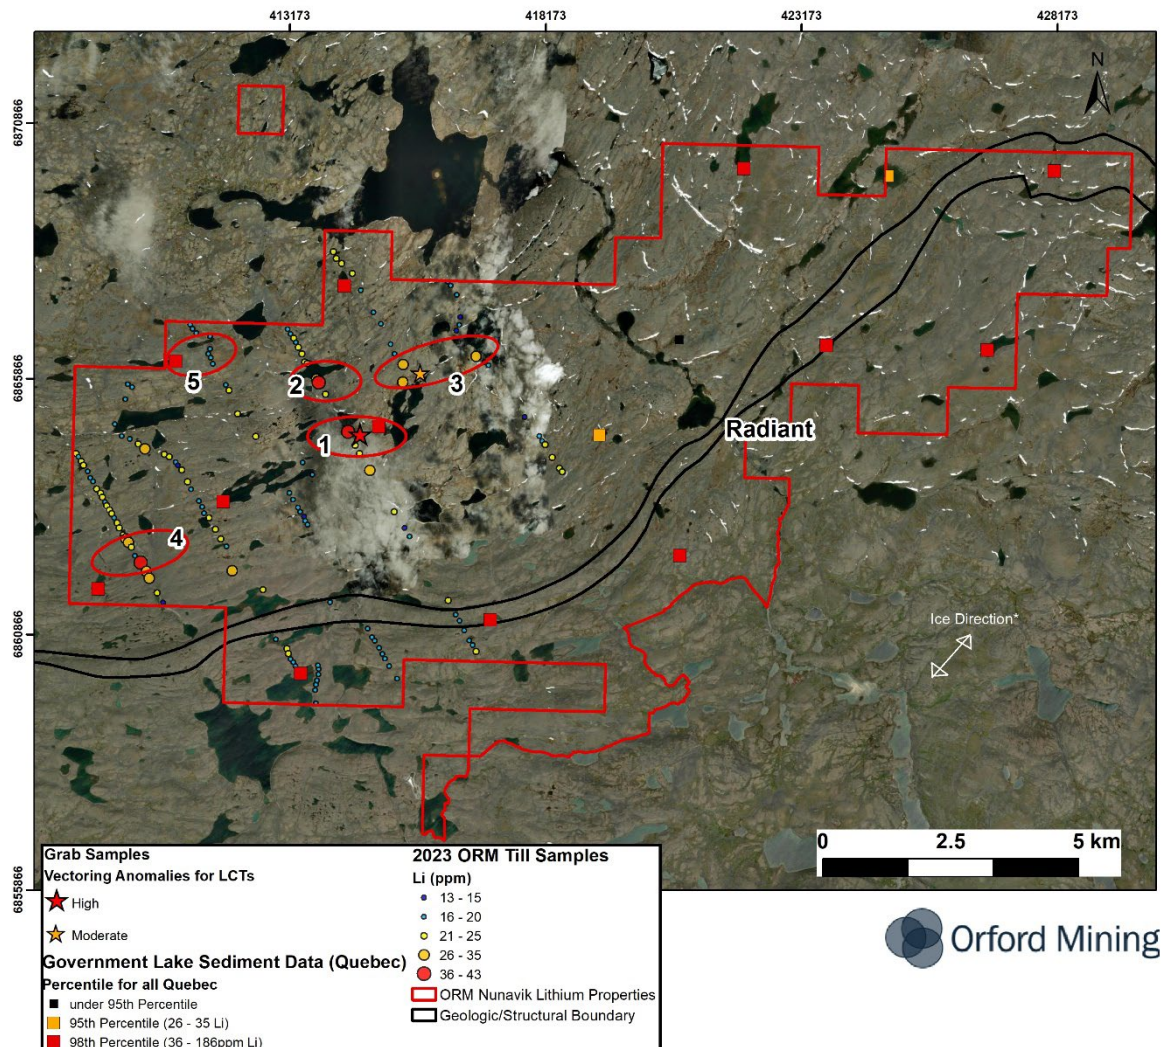 413173
418173
423173
428173
6870866
6865866
6860866
6855866
N
5
2
3
1
4
Radiant
Ice Direction*
0
2.5
5 km
Grab Samples
Vectoring Anomalies for LCTs
High
Moderate
Government Lake Sediment Data (Quebec)
Percentile for all Quebec
under 95th Percentile
95th Percentile (26 - 35 Li)
98th Percentile (36 - 186ppm Li)
2023 ORM Till Samples
Li (ppm)
13 - 15
16 - 20
21 - 25
26 - 35
36 - 43
ORM Nunavik Lithium Properties
Geologic/Structural Boundary
Orford Mining